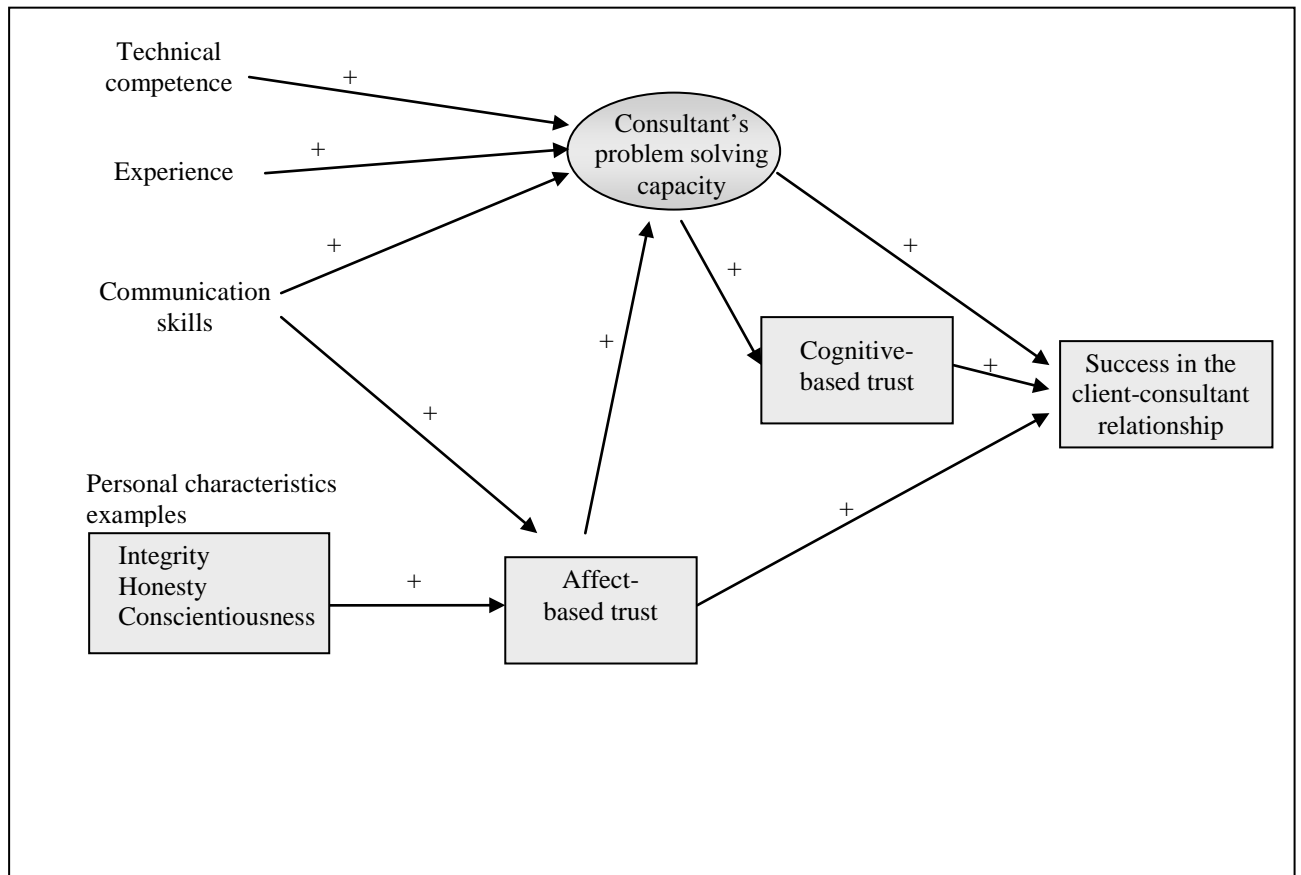 Technical
competence
+
Experience
+
Communication
skills
+
+
Consultant's
problem solving
capacity
+
+
+
Cognitive-
based trust
+
Success in the
client-consultant
relationship
+
Personal characteristics
examples
Integrity
Honesty
Conscientiousness
+
Affect-
based trust